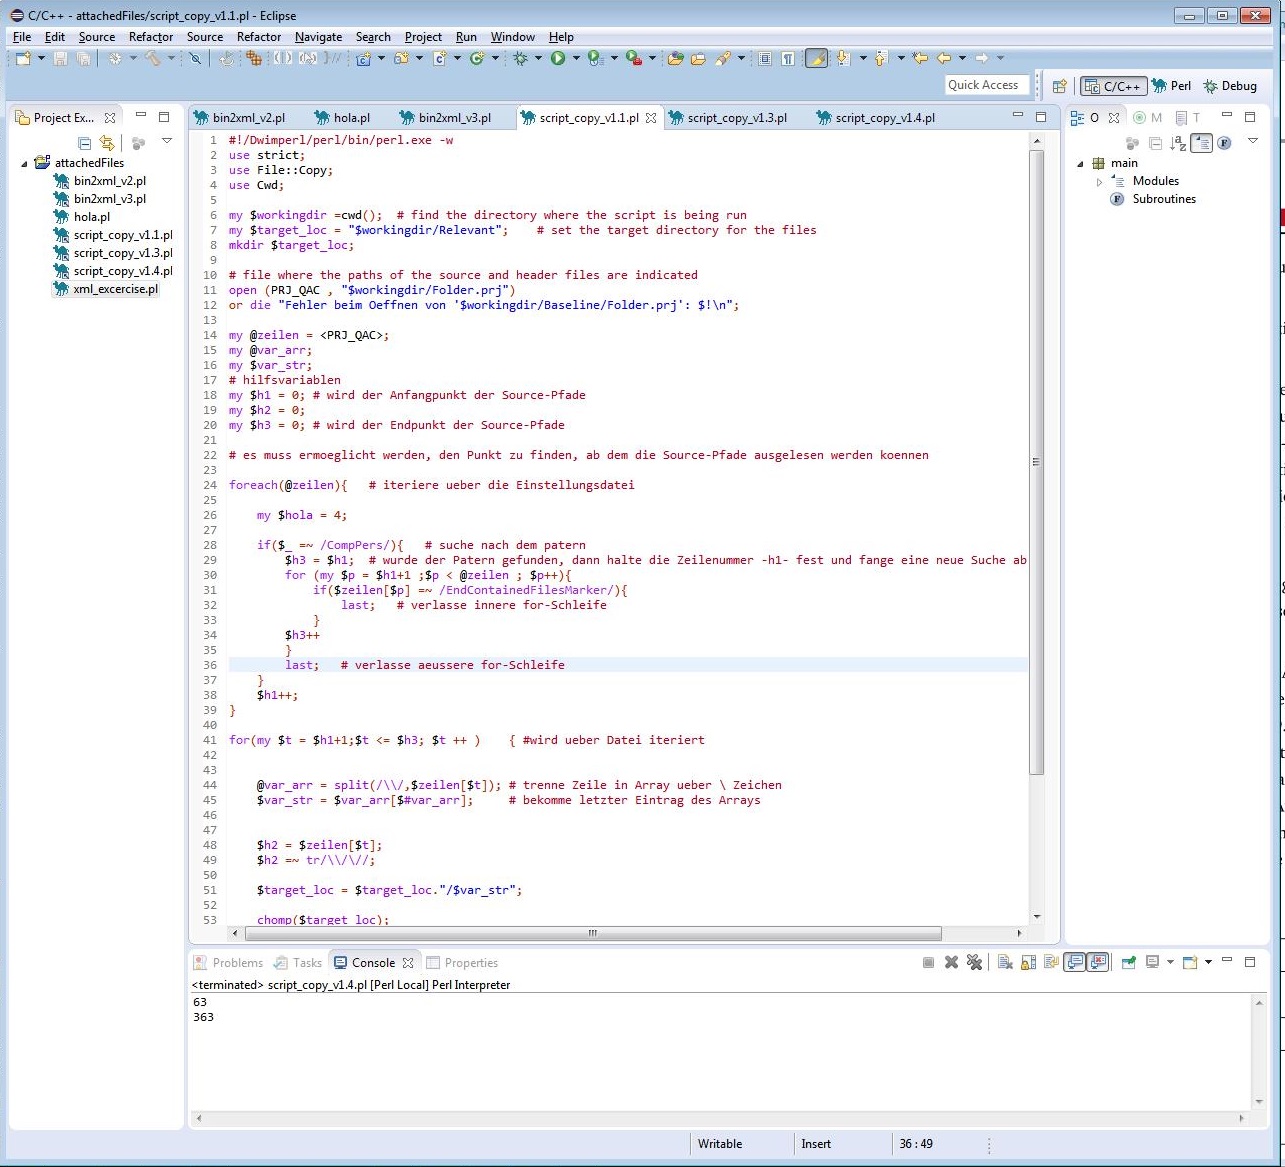 C/C++ - attachedFiles/script_copy_v1.1.pl - Eclipse
File Edit Source Refactor Source Refactor Navigate Search Project Run Window Help
Quick Access
C/C++ Perl Debug
Project Ex...
attachedFiles
bin2xml_v2.pl
bin2xml_v3.pl
hola.pl
script_copy_v1.1.pl
script_copy_v1.3.pl
script_copy_v1.4.pl
xml_excercise.pl
bin2xml_v2.pl hola.pl bin2xml_v3.pl script_copy_v1.1.pl script_copy_v1.3.pl script_copy_v1.4.pl
1 #!/Dwimperl/perl/bin/perl.exe -w
2 use strict;
3 use File::Copy;
4 use Cwd;
5
6 my $workingdir =cwd();  # find the directory where the script is being run
7 my $target_loc = "$workingdir/Relevant";    # set the target directory for the files
8 mkdir $target_loc;
9
10 # file where the paths of the source and header files are indicated
11 open (PRJ_QAC , "$workingdir/Folder.prj")
12 or die "Fehler beim Oeffnen von '$workingdir/Baseline/Folder.prj': $!\n";
13
14 my @zeilen = <PRJ_QAC>;
15 my @var_arr;
16 my $var_str;
17 # hilfsvariablen
18 my $h1 = 0; # wird der Anfangpunkt der Source-Pfade
19 my $h2 = 0;
20 my $h3 = 0; # wird der Endpunkt der Source-Pfade
21
22 # es muss ermoeglicht werden, den Punkt zu finden, ab dem die Source-Pfade ausgelesen werden koennen
23
24 foreach(@zeilen){   # iteriere ueber die Einstellungsdatei
25
26     my $hola = 4;
27
28     if($_ =~ /CompPers/){   # suche nach dem patern
29         $h3 = $h1;  # wurde der Patern gefunden, dann halte die Zeilenummer -h1- fest und fange eine neue Suche ab
30         for (my $p = $h1+1 ;$p < @zeilen ; $p++){
31             if($zeilen[$p] =~ /EndContainedFilesMarker/){
32                 last;   # verlasse innere for-Schleife
33             }
34         $h3++
35         }
36         last;   # verlasse aeussere for-Schleife
37     }
38     $h1++;
39 }
40
41 for(my $t = $h1+1;$t <= $h3; $t ++ )    { #wird ueber Datei iteriert
42
43
44     @var_arr = split(/\\/,$zeilen[$t]); # trenne Zeile in Array ueber \ Zeichen
45     $var_str = $var_arr[$#var_arr];     # bekomme letzter Eintrag des Arrays
46
47
48     $h2 = $zeilen[$t];
49     $h2 =~ tr/\\/\//;
50
51     $target_loc = $target_loc."/$var_str";
52
53     chomp($target_loc);
O M T
main
Modules
Subroutines
Problems Tasks Console Properties
<terminated> script_copy_v1.4.pl [Perl Local] Perl Interpreter
63
363
Writable Insert 36 : 49